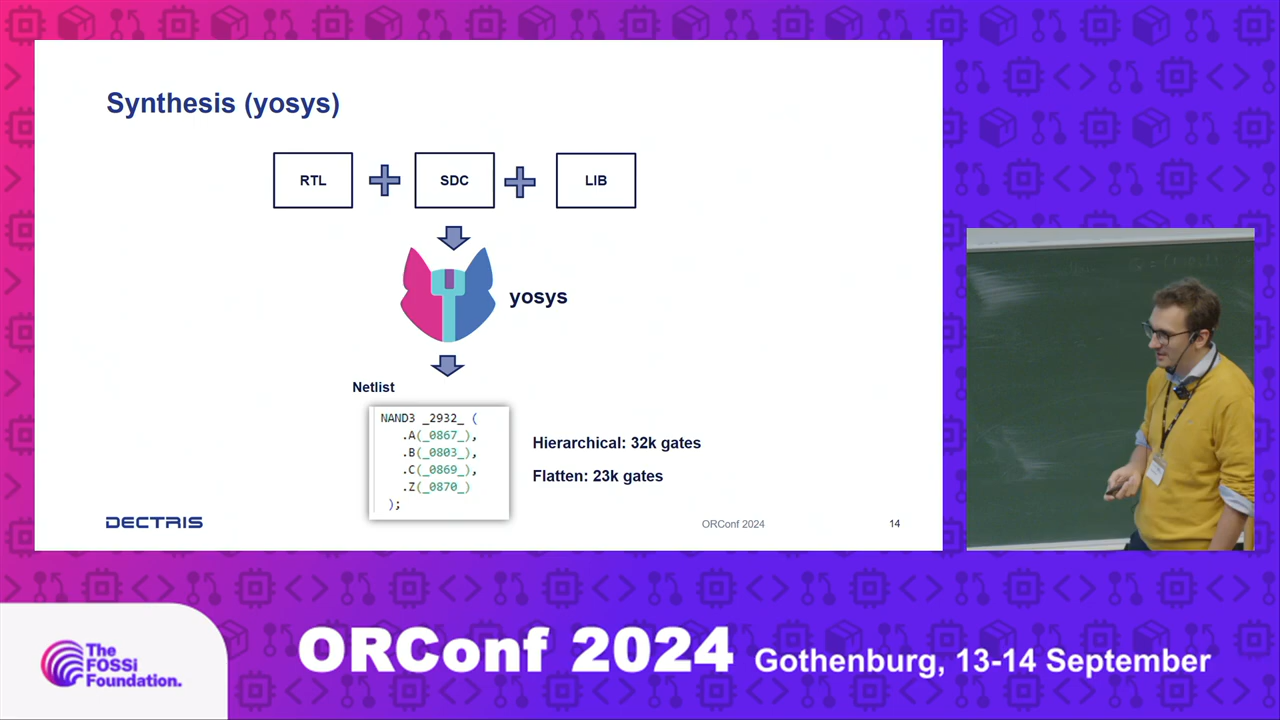 Synthesis (yosys)
RTL
SDC
LIB
yosys
Netlist
NAND3 _2932_ (
.A(_0867_),
.B(_0803_),
.C(_0869_),
.Z(_0870_)
);
Hierarchical: 32k gates
Flatten: 23k gates
DECTRIS
ORConf 2024
14
The
FOSSi
Foundation.
ORConf 2024 Gothenburg, 13-14 September